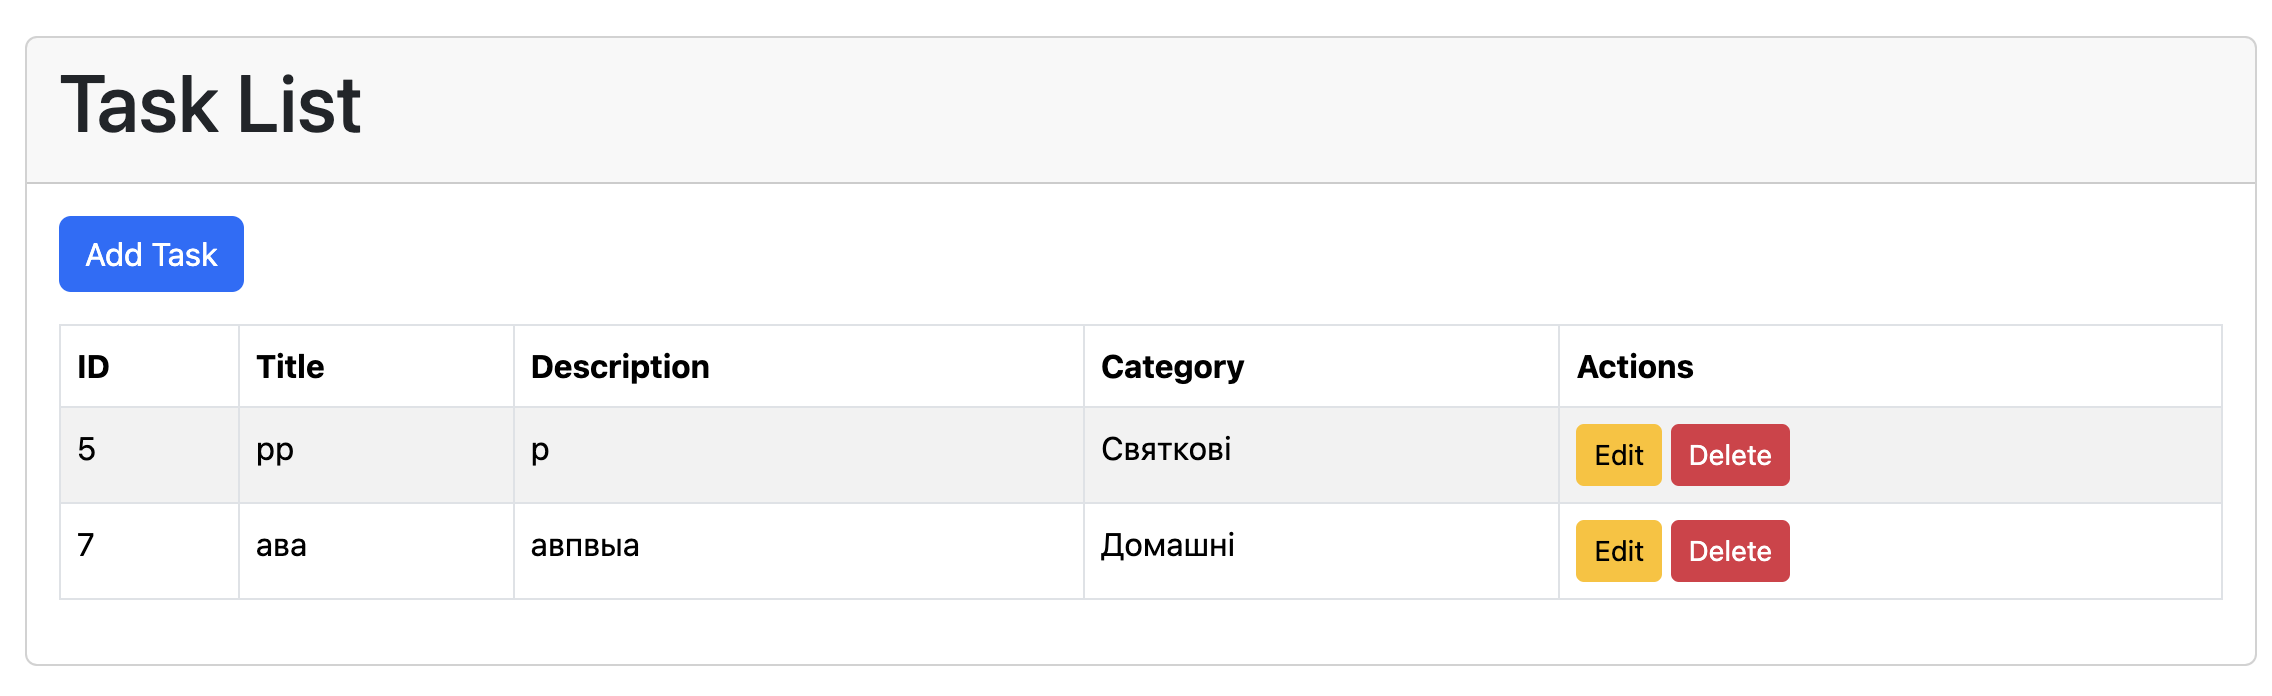 Task List
Add Task
ID Title Description Category Actions
5 рр р Святкові Edit Delete
7 ава авпвыа Домашні Edit Delete